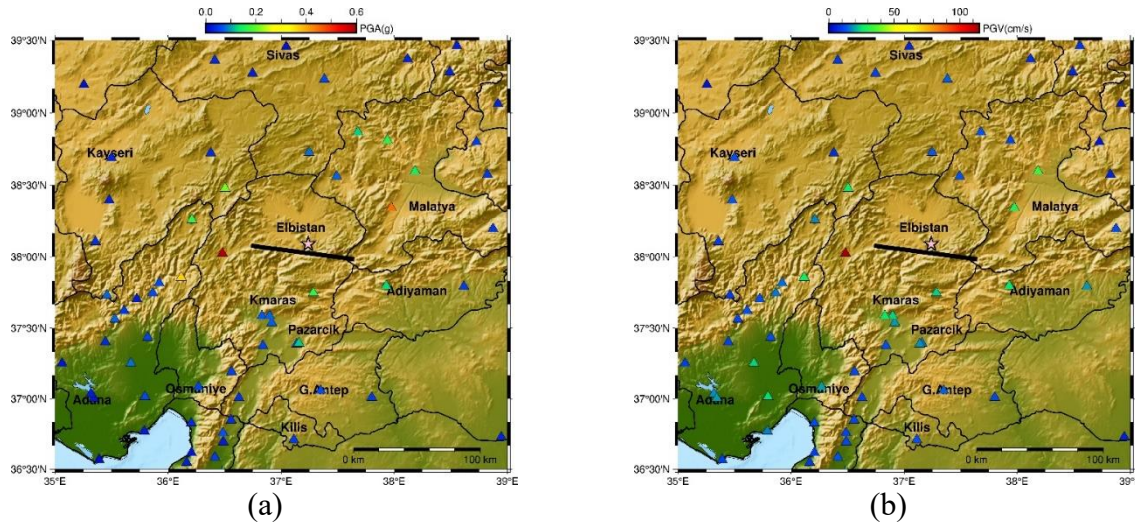 0.0 0.2 0.4 0.6
PGA(g)
39°30'N
39°00'N
38°30'N
38°00'N
37°30'N
37°00'N
36°30'N
35°E 36°E 37°E 38°E 39°E
Sivas
Kayseri
Malatya
Elbistan
Adiyaman
Kmaras
Pazarcik
Osmaniye
G.Antep
Adana
Kilis
0 km 100 km
(a)
0 50 100
PGV(cm/s)
39°30'N
39°00'N
38°30'N
38°00'N
37°30'N
37°00'N
36°30'N
35°E 36°E 37°E 38°E 39°E
Sivas
Kayseri
Malatya
Elbistan
Adiyaman
Kmaras
Pazarcik
Osmaniye
G.Antep
Adana
Kilis
0 km 100 km
(b)